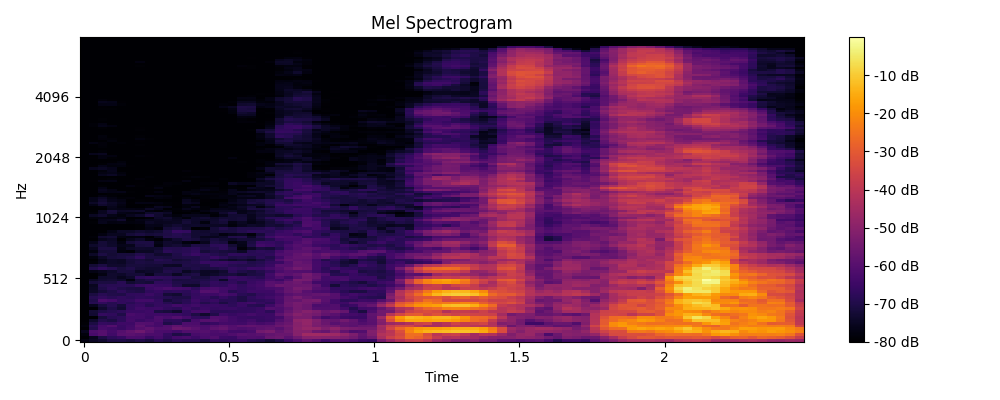 Mel Spectrogram
Hz
4096
2048
1024
512
0
0 0.5 1 1.5 2
Time
-10 dB
-20 dB
-30 dB
-40 dB
-50 dB
-60 dB
-70 dB
-80 dB